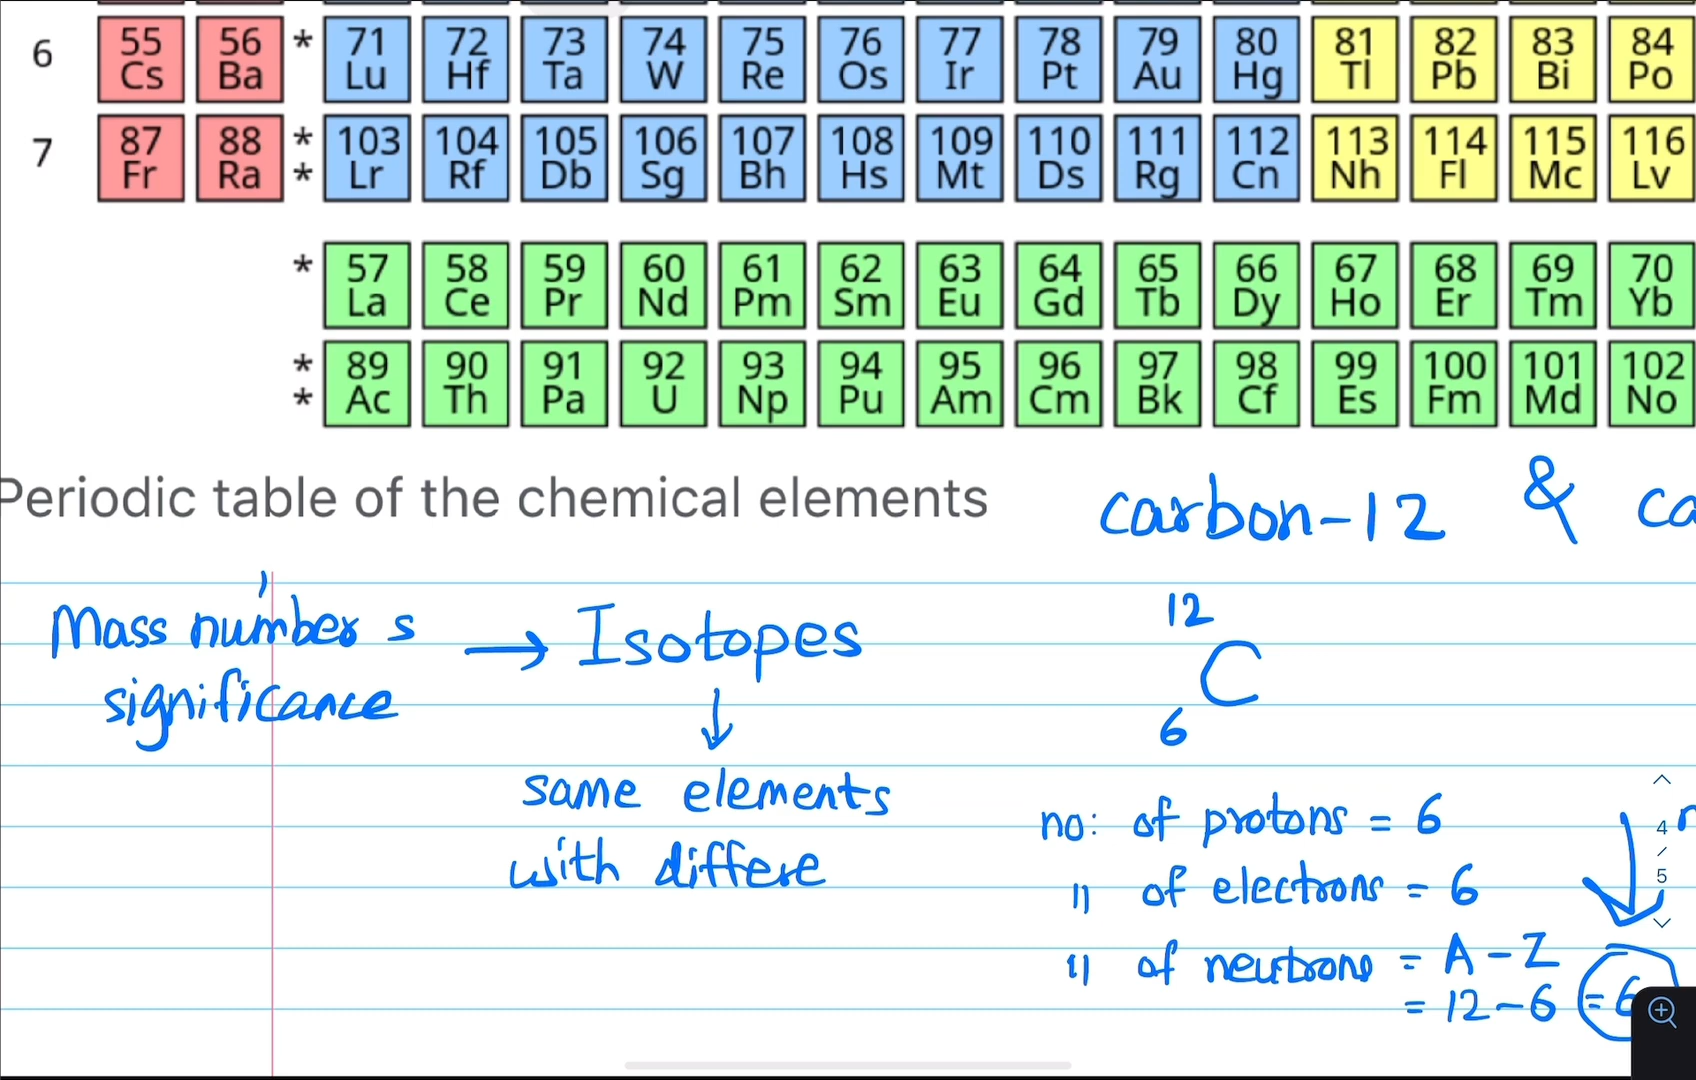 6 55 56 * 71 72 73 74 75 76 77 78 79 80 81 82 83 84
Cs Ba Lu Hf Ta W Re Os Ir Pt Au Hg Tl Pb Bi Po
7 87 88 * 103 104 105 106 107 108 109 110 111 112 113 114 115 116
Fr Ra * Lr Rf Db Sg Bh Hs Mt Ds Rg Cn Nh Fl Mc Lv
* 57 58 59 60 61 62 63 64 65 66 67 68 69 70
La Ce Pr Nd Pm Sm Eu Gd Tb Dy Ho Er Tm Yb
* 89 90 91 92 93 94 95 96 97 98 99 100 101 102
* Ac Th Pa U Np Pu Am Cm Bk Cf Es Fm Md No
Periodic table of the chemical elements
carbon-12 & ca
Mass number's
significance
→ Isotopes
↓
same elements
with differe
12
C
6
no: of protons = 6
" of electrons = 6
" of neutrons = A-Z
= 12-6 = 6
4
/
5